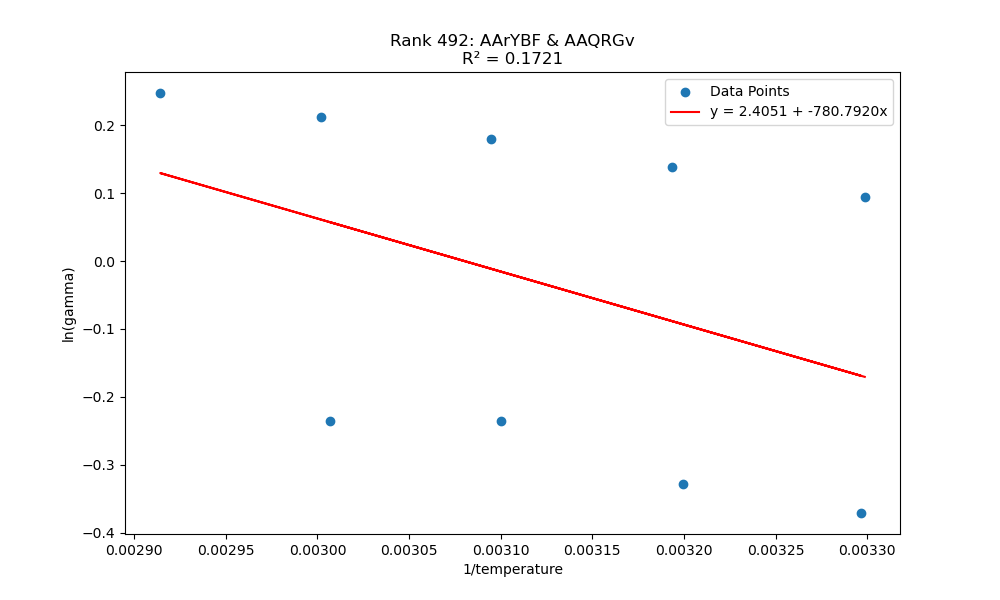 Rank 492: AArYBF & AAQRGv
R² = 0.1721
Data Points
y = 2.4051 + -780.7920x
0.2
0.1
0.0
−0.1
−0.2
−0.3
−0.4
ln(gamma)
0.00290
0.00295
0.00300
0.00305
0.00310
0.00315
0.00320
0.00325
0.00330
1/temperature